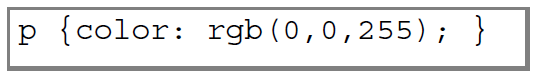 p {color: rgb(0,0,255); }